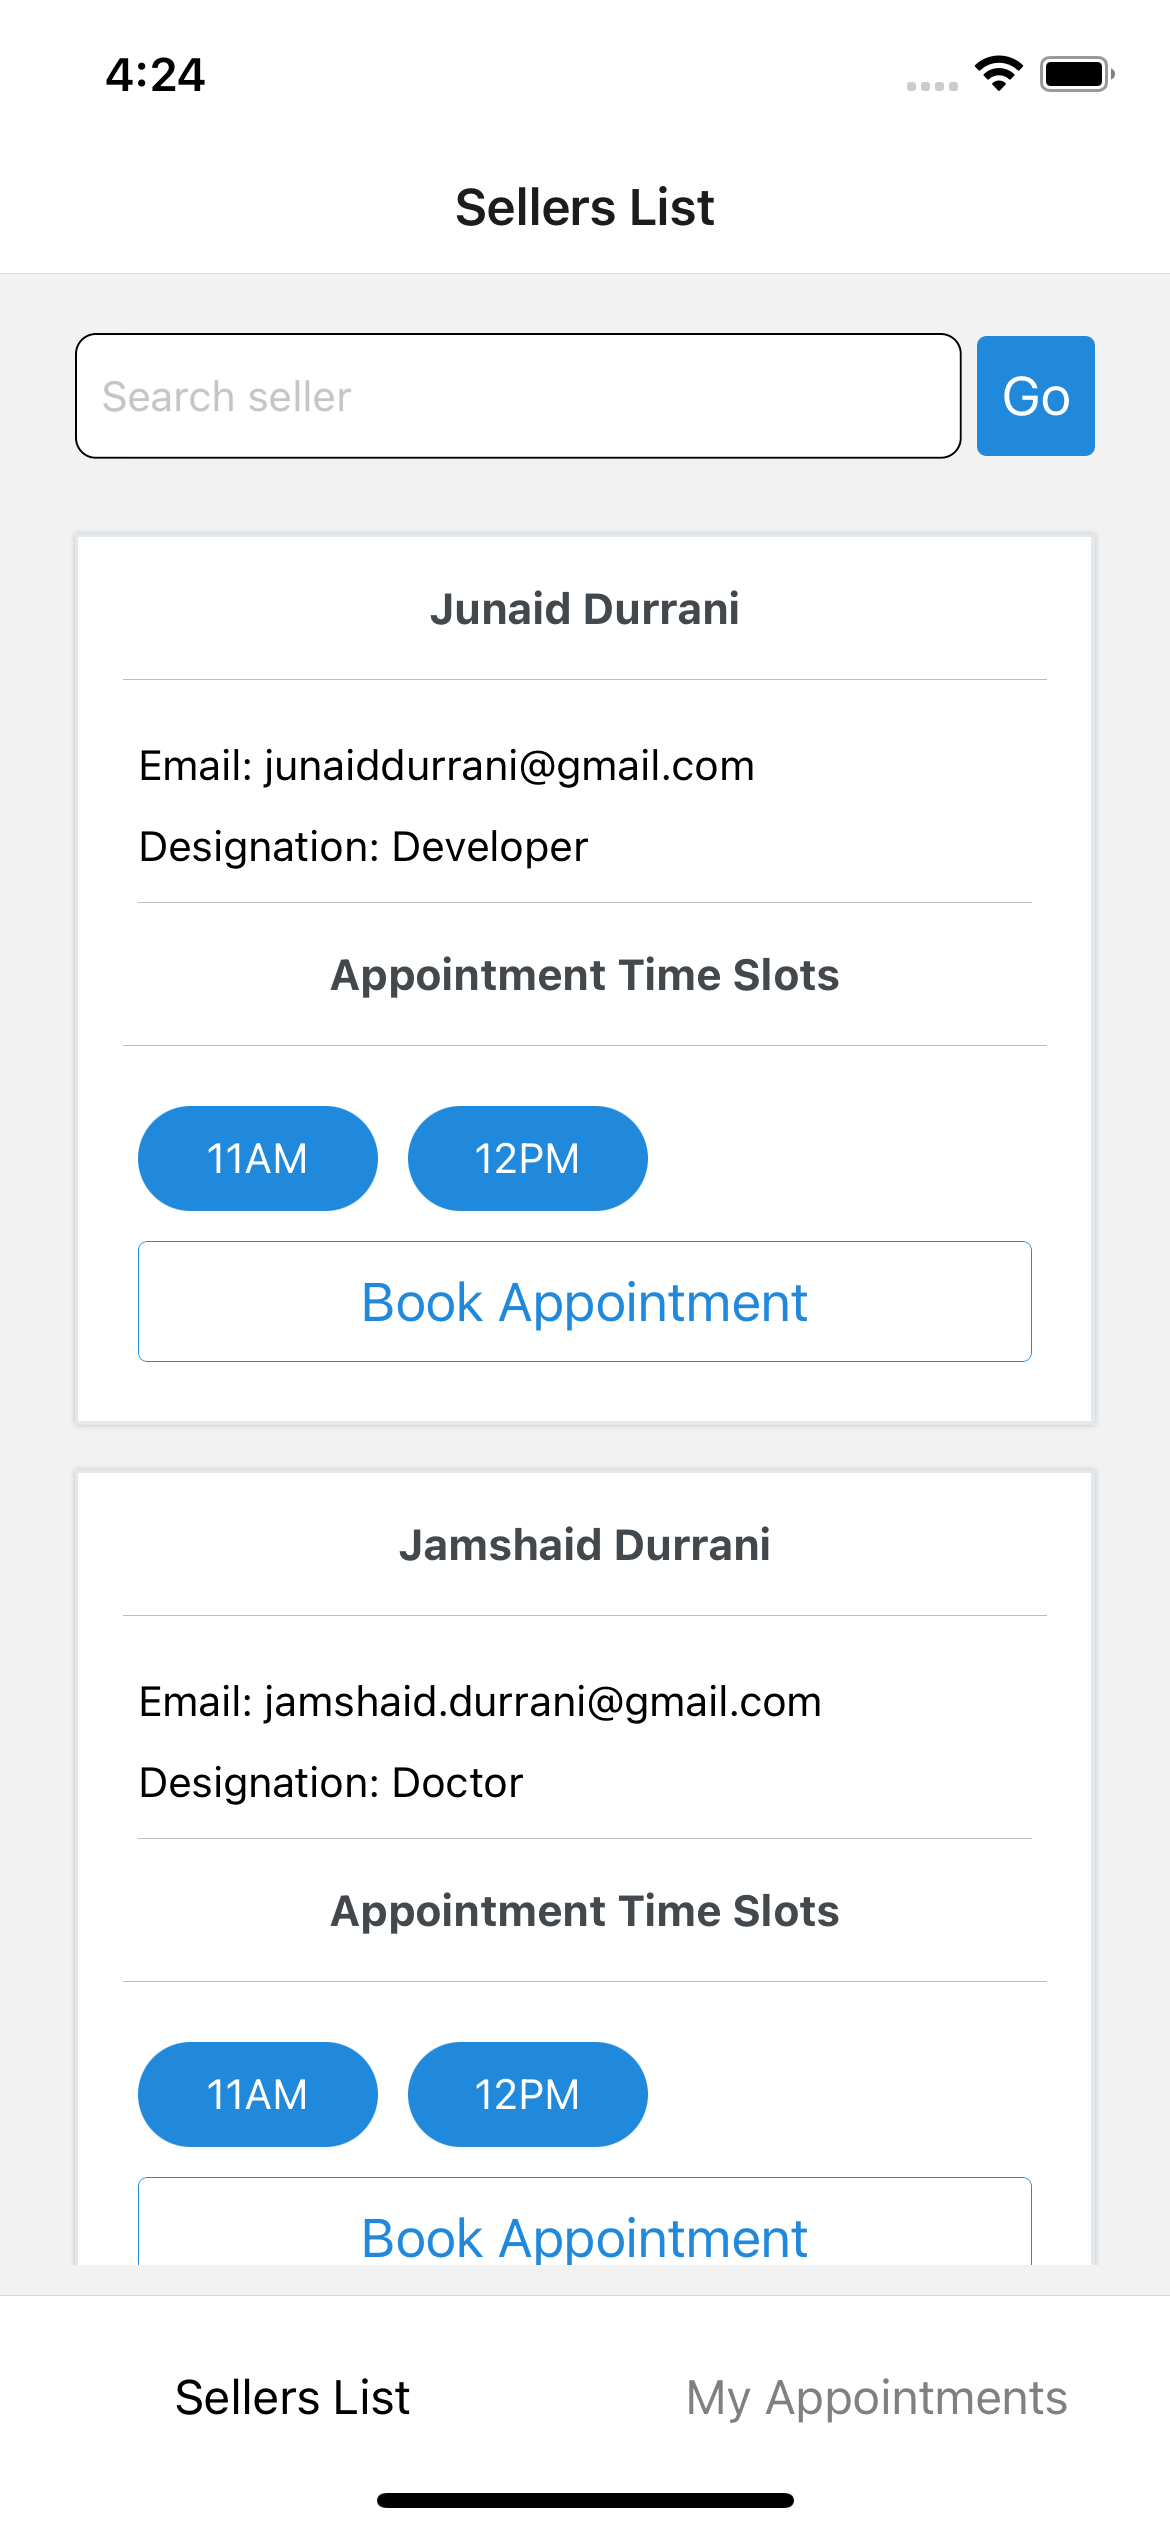 4:24
Sellers List
Search seller
Go
Junaid Durrani
Email: junaiddurrani@gmail.com
Designation: Developer
Appointment Time Slots
11AM 12PM
Book Appointment
Jamshaid Durrani
Email: jamshaid.durrani@gmail.com
Designation: Doctor
Appointment Time Slots
11AM 12PM
Book Appointment
Sellers List My Appointments